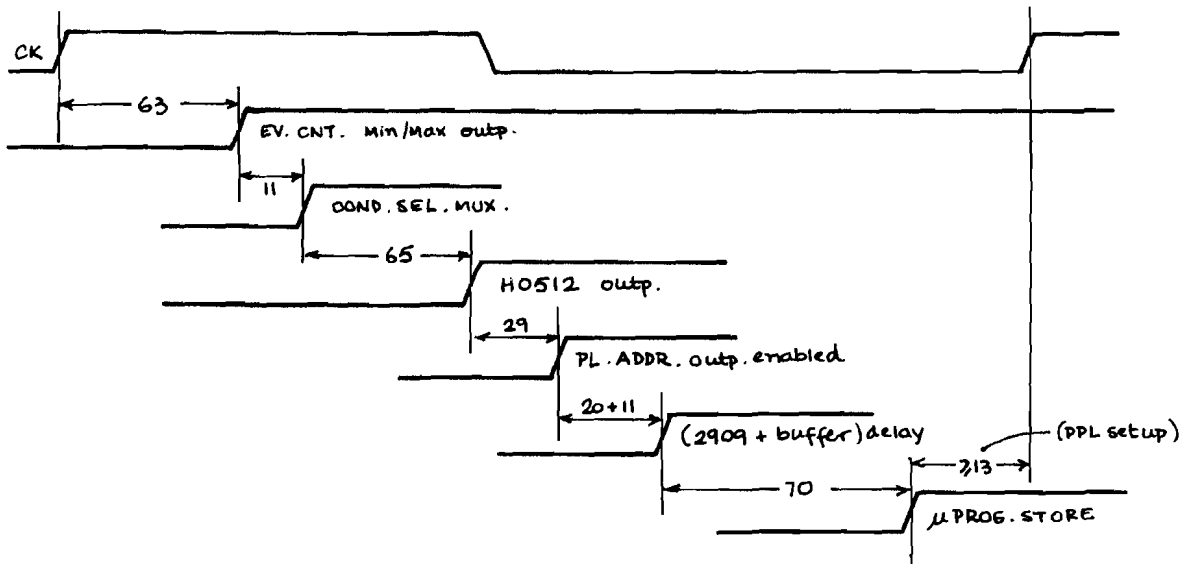 CK
63
EV. CNT. Min/Max outp.
11
COND. SEL. MUX.
65
H0512 outp.
29
PL. ADDR. outp. enabled
20+11
(2909 + buffer) delay
(PPL setup)
≥13
70
μ PROG. STORE